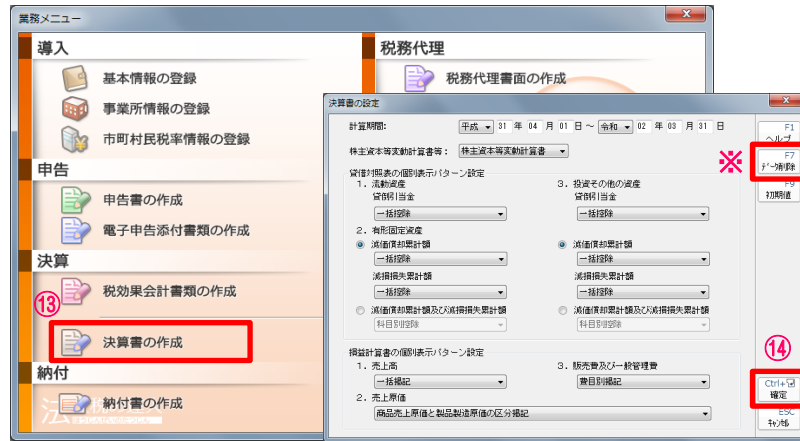 業務メニュー
導入
基本情報の登録
事業所情報の登録
市町村民税率情報の登録
申告
申告書の作成
電子申告添付書類の作成
決算
税効果会計書類の作成
⑬
決算書の作成
納付
納付書の作成
税務代理
税務代理書面の作成
決算書の設定
計算期間: 平成 31 年 04 月 01 日 ～ 令和 02 年 03 月 31 日
株主資本等変動計算書等: 株主資本等変動計算書
貸借対照表の個別表示パターン設定
1. 流動資産
貸倒引当金
一括控除
2. 有形固定資産
減価償却累計額
一括控除
減損損失累計額
一括控除
減価償却累計額及び減損損失累計額
科目別控除
3. 投資その他の資産
貸倒引当金
一括控除
減価償却累計額
一括控除
減損損失累計額
一括控除
減価償却累計額及び減損損失累計額
科目別控除
損益計算書の個別表示パターン設定
1. 売上高
一括掲記
2. 売上原価
商品売上原価と製品製造原価の区分掲記
3. 販売費及び一般管理費
費目別掲記
F1
ヘルプ
※
F7
データ削除
F9
初期値
⑭
Ctrl+
確定
ESC
キャンセル